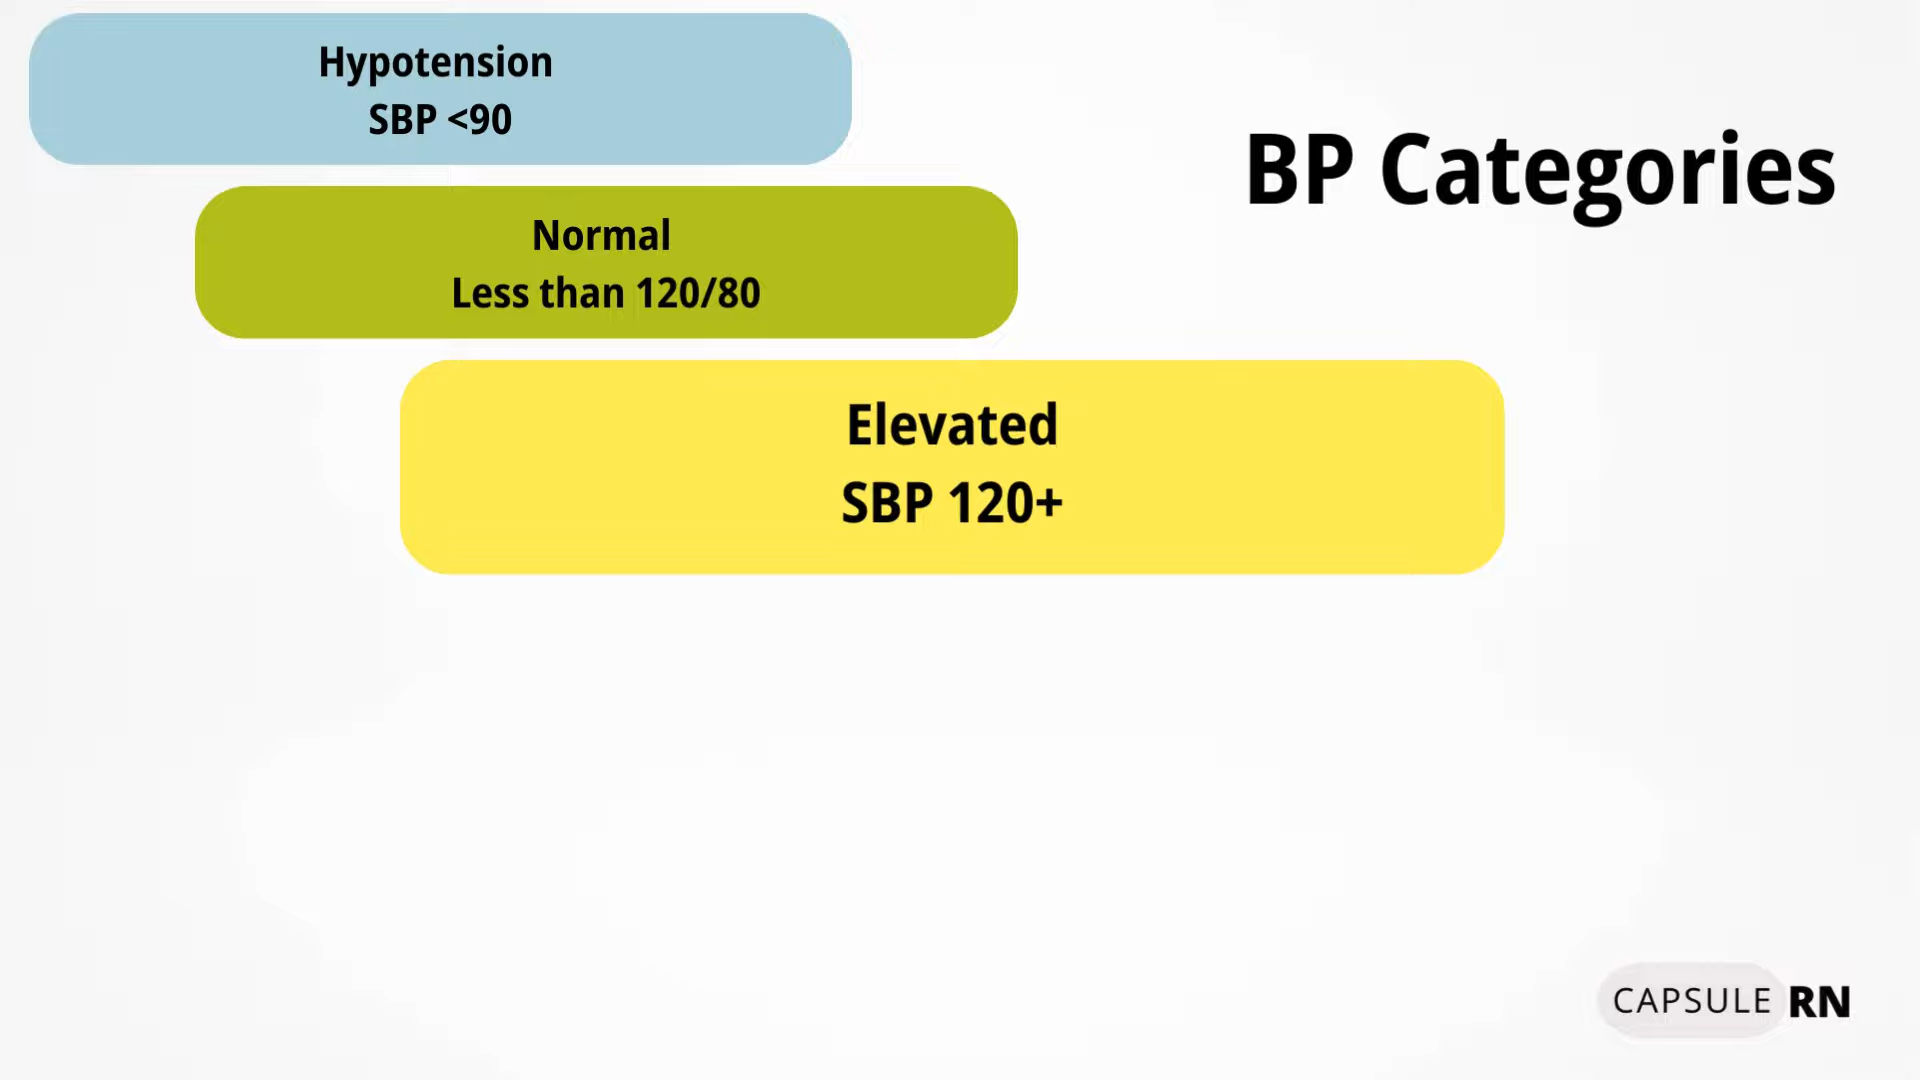 Hypotension
SBP <90
BP Categories
Normal
Less than 120/80
Elevated
SBP 120+
CAPSULE RN